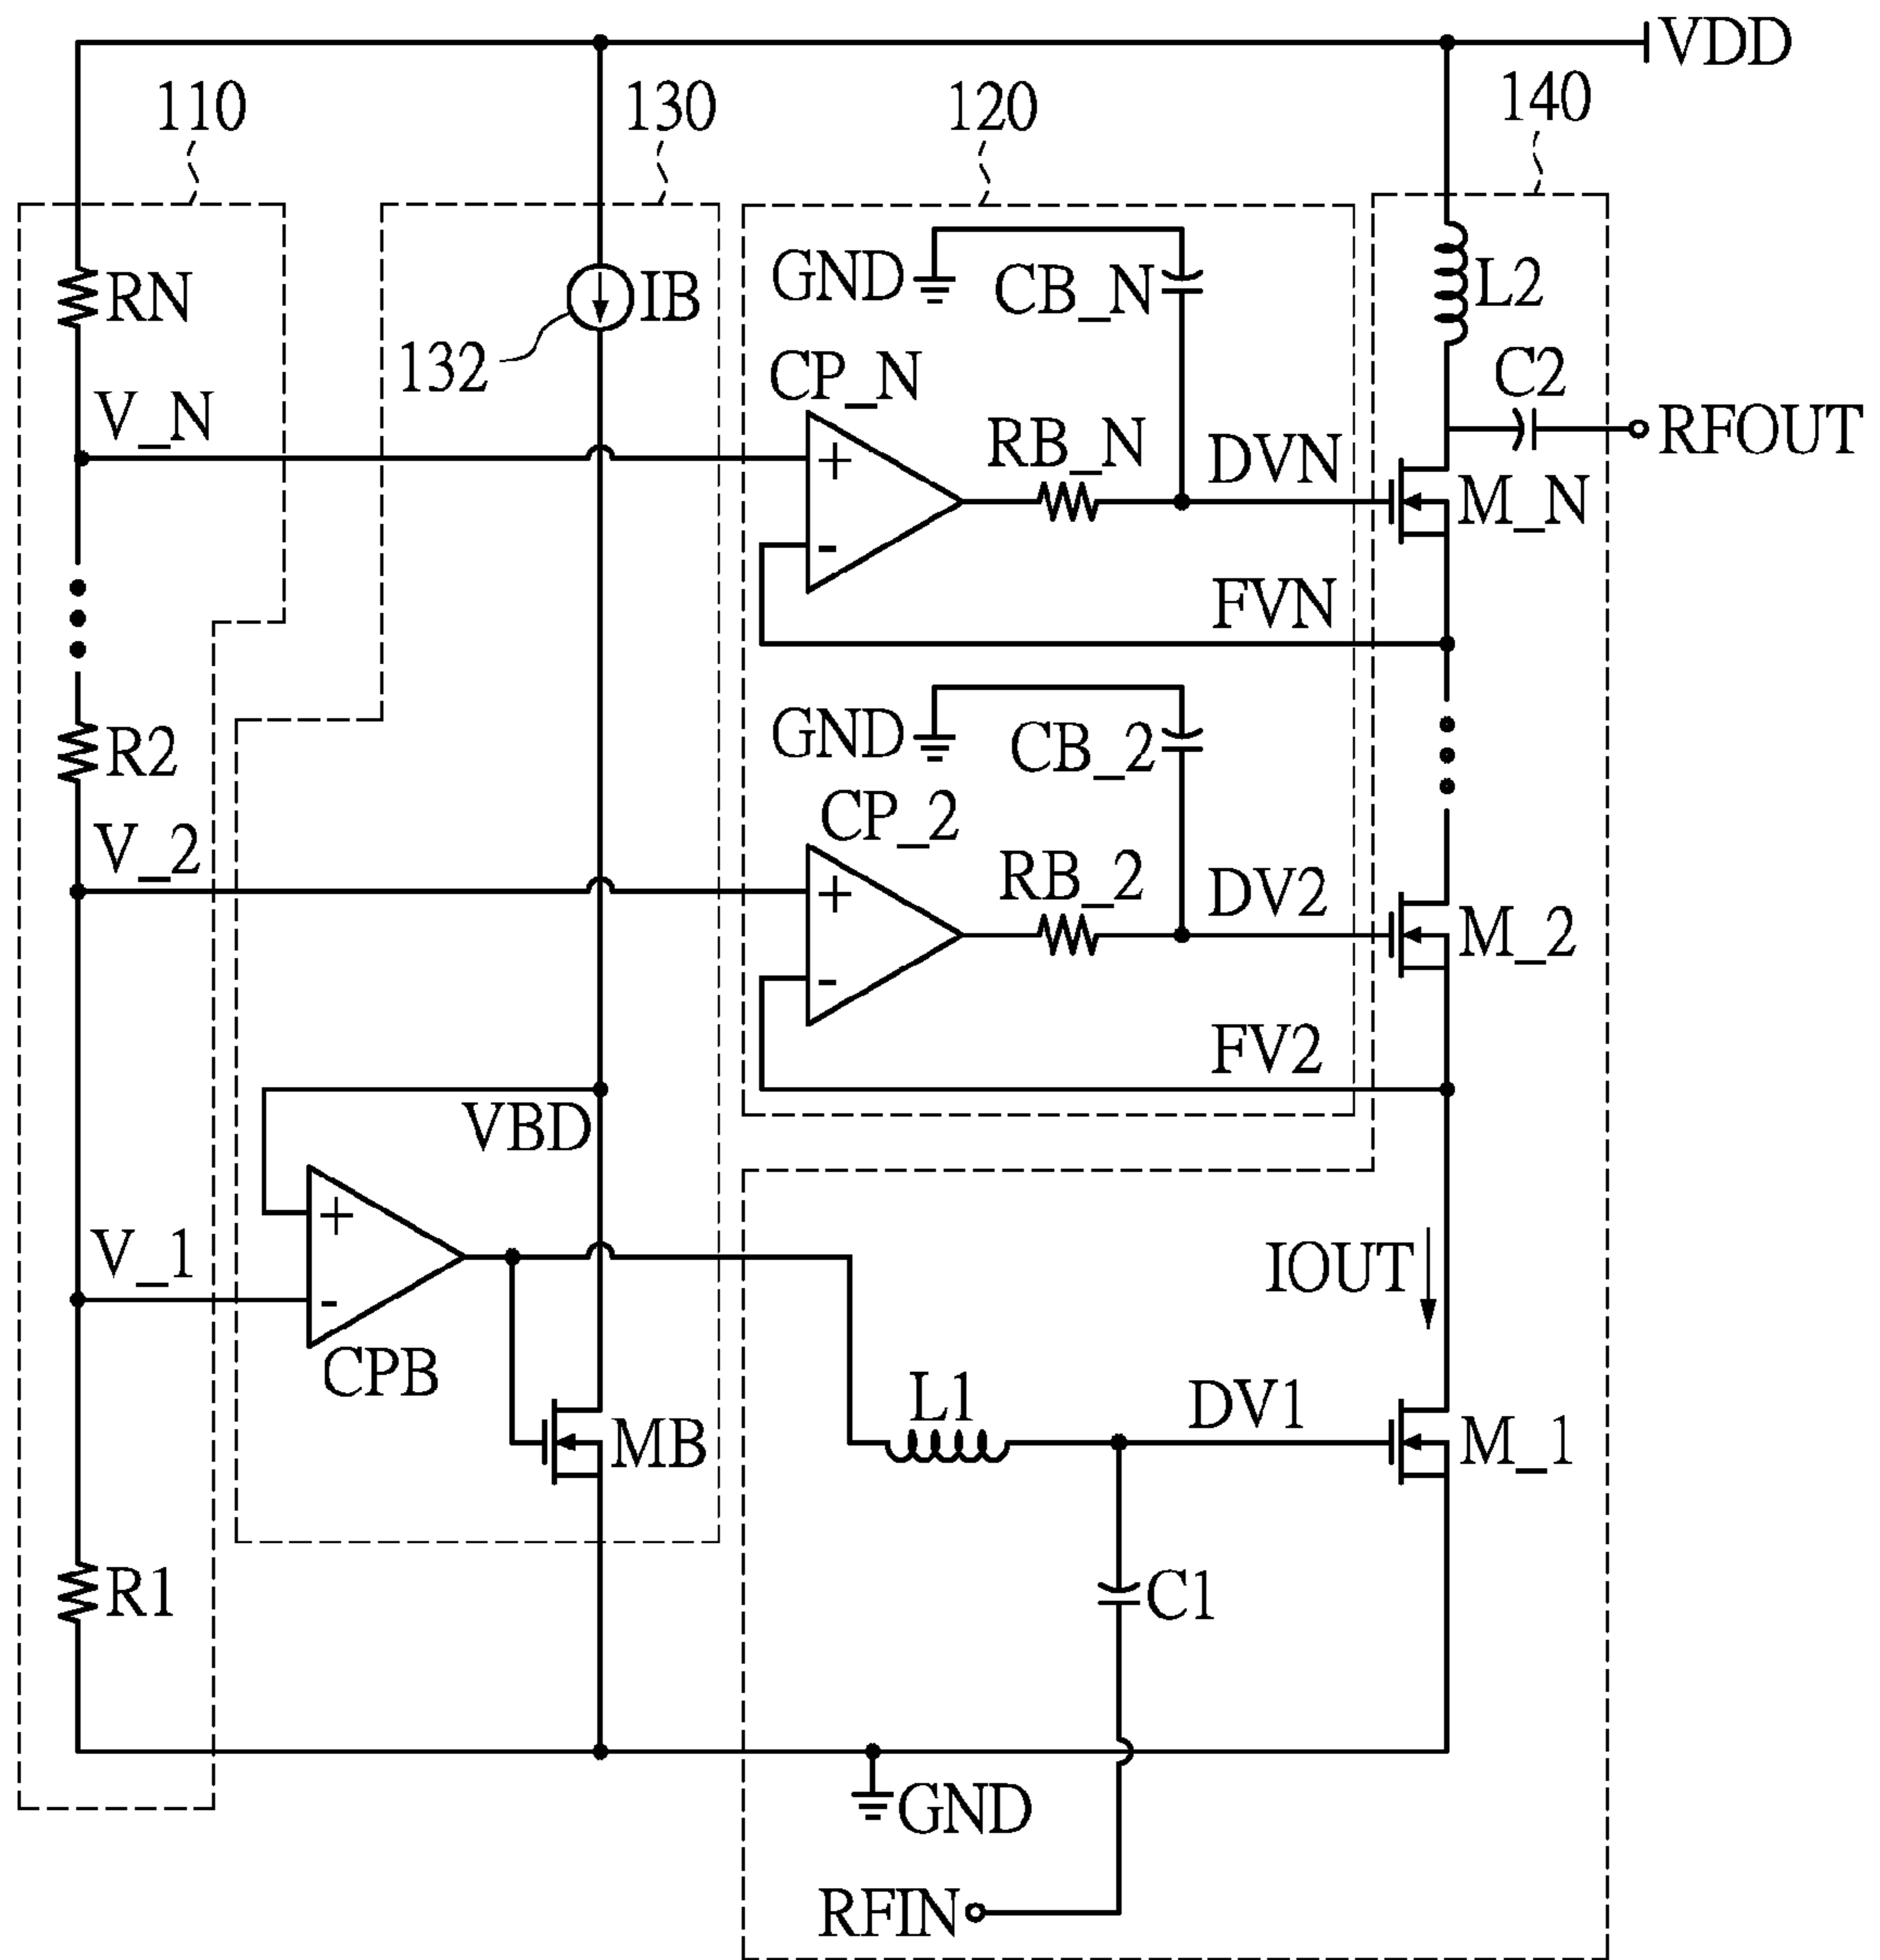 VDD
110
130
120
140
RN
IB
132
GND
CB_N
L2
CP_N
C2
V_N
RB_N
DVN
RFOUT
+
-
M_N
FVN
R2
GND
CB_2
CP_2
V_2
RB_2
DV2
+
-
M_2
FV2
VBD
+
-
V_1
IOUT
CPB
L1
DV1
MB
M_1
R1
C1
GND
RFIN